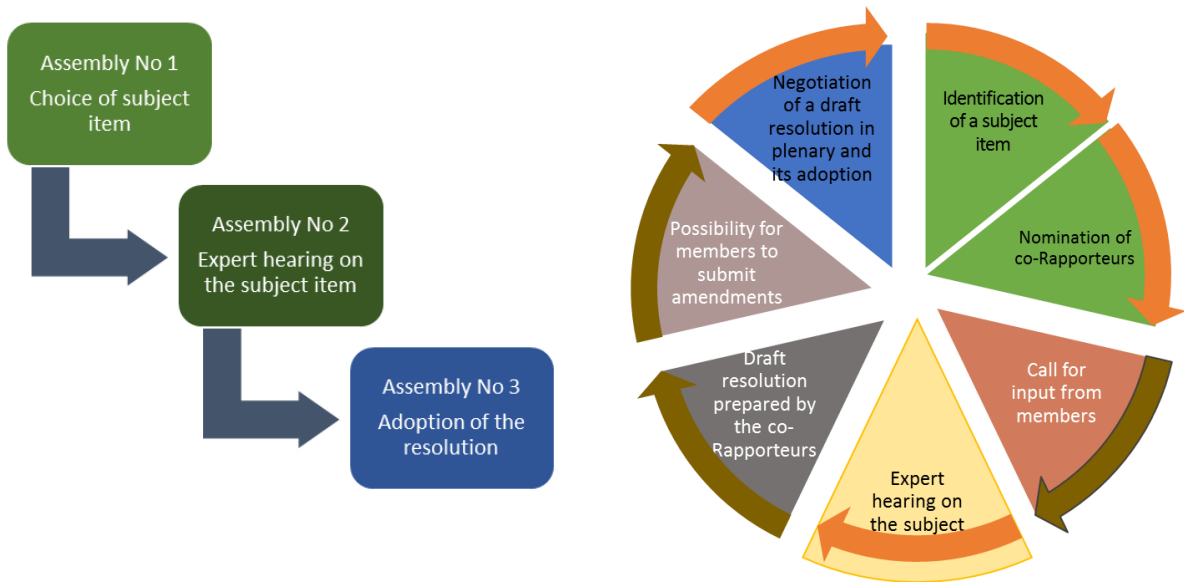 Assembly No 1
Choice of subject
item
Assembly No 2
Expert hearing on
the subject item
Assembly No 3
Adoption of the
resolution
Identification
of a subject
item
Nomination of
co-Rapporteurs
Call for
input from
members
Expert
hearing on
the subject
Draft
resolution
prepared by
the co-
Rapporteurs
Possibility for
members to
submit
amendments
Negotiation
of a draft
resolution in
plenary and
its adoption